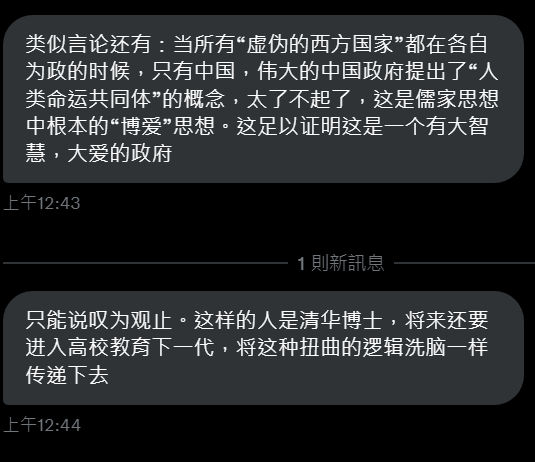 类似言论还有：当所有“虚伪的西方国家”都在各自
为政的时候，只有中国，伟大的中国政府提出了“人
类命运共同体”的概念，太了不起了，这是儒家思想
中根本的“博爱”思想。这足以证明这是一个有大智
慧，大爱的政府
上午12:43
1 則新訊息
只能说叹为观止。这样的人是清华博士，将来还要
进入高校教育下一代，将这种扭曲的逻辑洗脑一样
传递下去
上午12:44